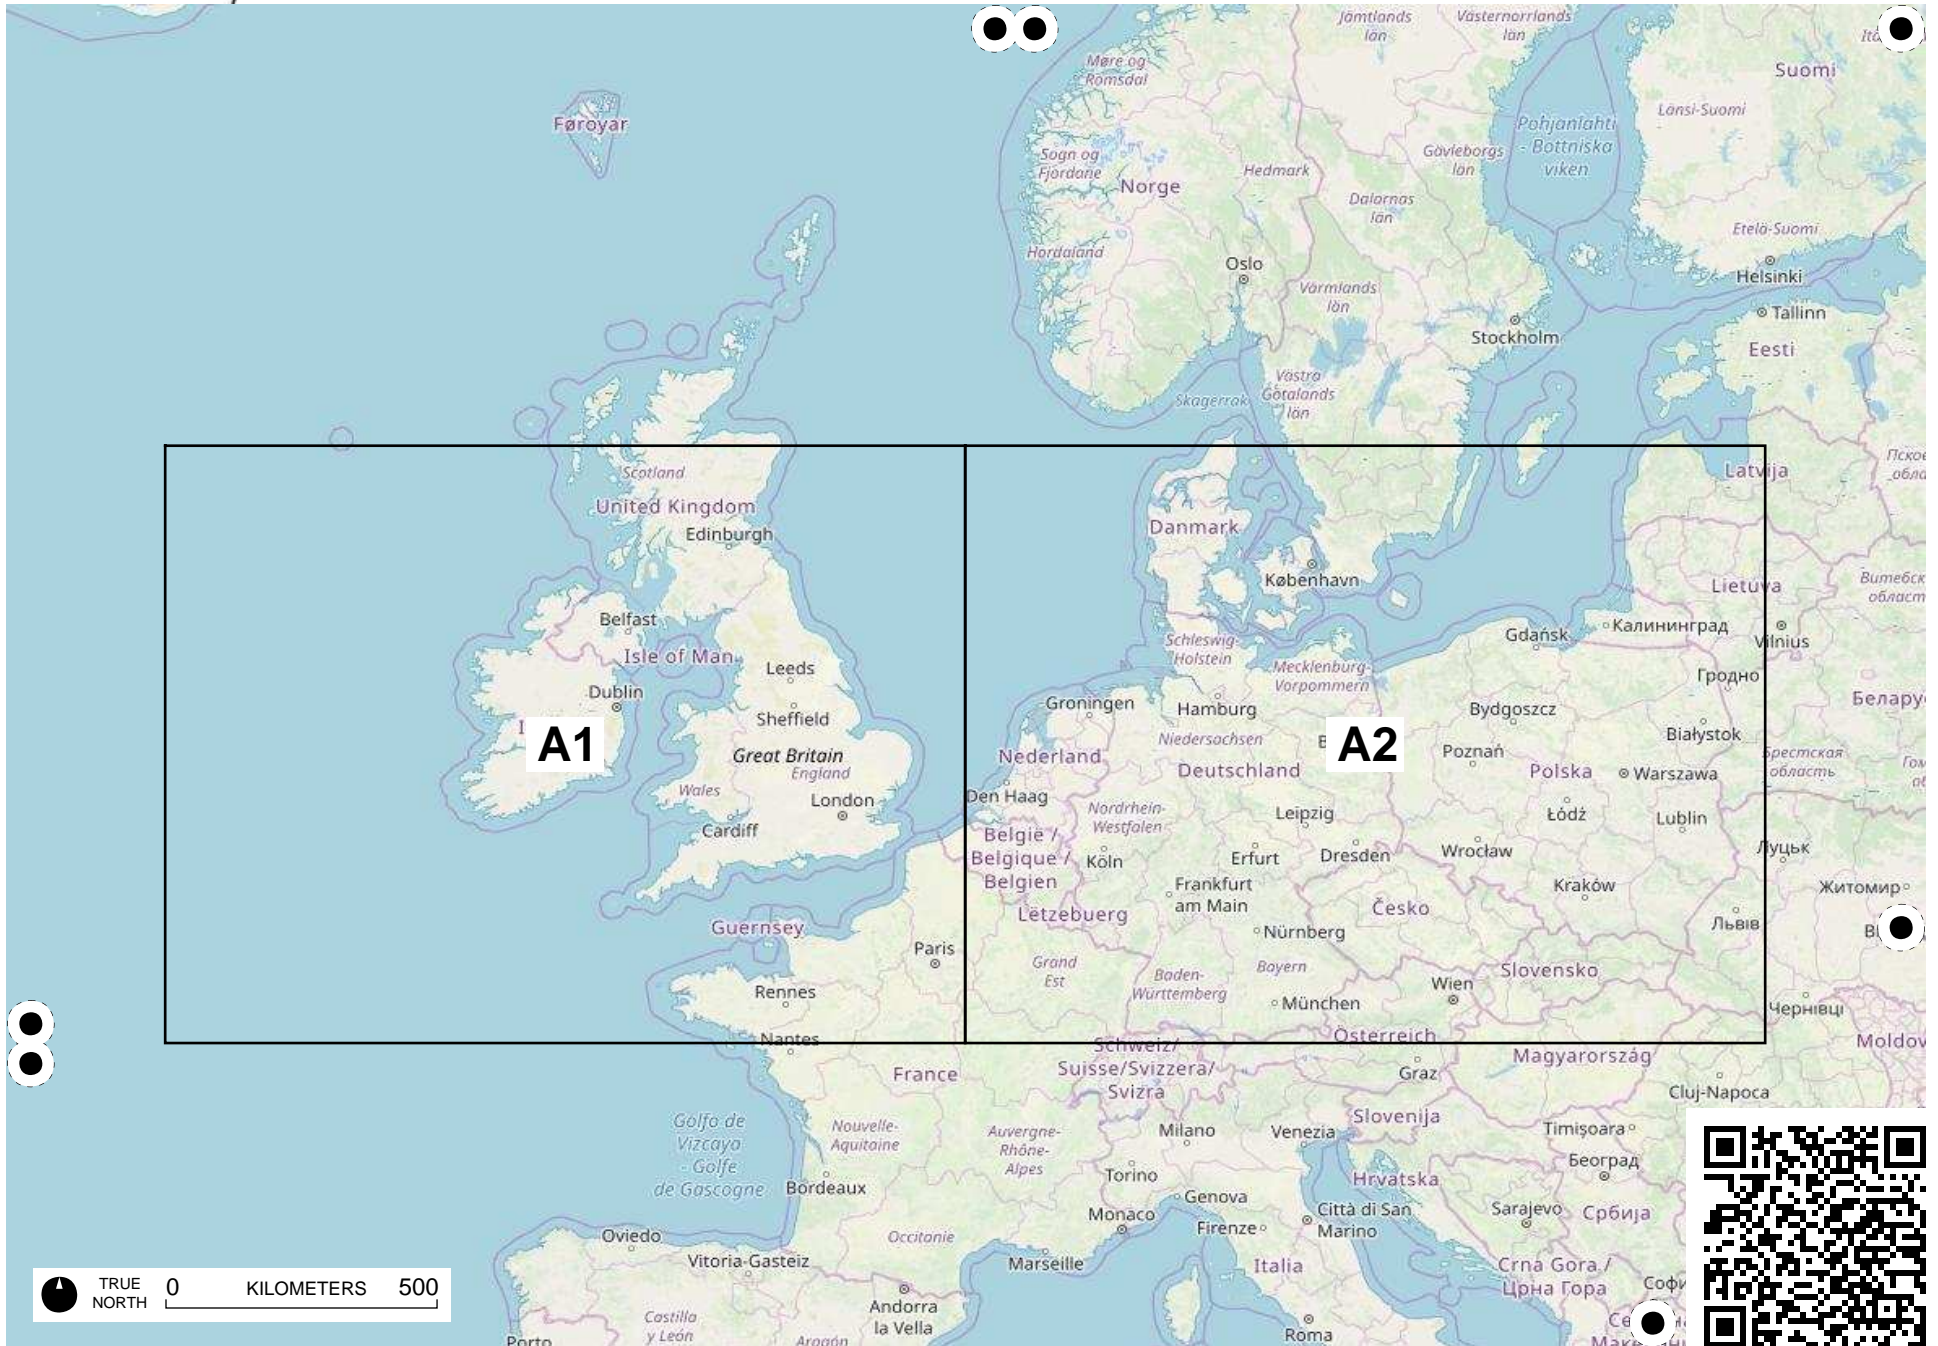 Jämtlands
län
Västernorrlands
län
Møre og
Romsdal
Suomi
Länsi-Suomi
Føroyar
Pohjanlahti
- Bottniska
viken
Gävleborgs
län
Sogn og
Fjordane
Norge
Hedmark
Dalarnas
län
Etelä-Suomi
Hordaland
Oslo
Helsinki
Värmlands
län
Tallinn
Stockholm
Eesti
Västra
Götalands
län
Skagerrak
Scotland
United Kingdom
Edinburgh
Latvija
Danmark
København
Lietuva
Belfast
Isle of Man
Leeds
Schleswig-
Holstein
Gdańsk
Калининград
Vilnius
Mecklenburg-
Vorpommern
Гродно
Dublin
Sheffield
Groningen
Hamburg
Bydgoszcz
Беларусь
A1
Great Britain
England
Nederland
Niedersachsen
A2
Poznań
Białystok
Брестская
область
Deutschland
Polska
Warszawa
Wales
London
Den Haag
Nordrhein-
Westfalen
Leipzig
Łódź
Lublin
Cardiff
België /
Belgique /
Belgien
Köln
Erfurt
Dresden
Wrocław
Луцьк
Frankfurt
am Main
Kraków
Житомир
Lëtzebuerg
Česko
Львів
Guernsey
Paris
Nürnberg
Grand
Est
Baden-
Württemberg
Bayern
Slovensko
Rennes
München
Wien
Чернівці
Nantes
Österreich
Schweiz/
Suisse/Svizzera/
Svizra
Magyarország
France
Graz
Cluj-Napoca
Golfo de
Vizcaya
- Golfe
de Gascogne
Nouvelle-
Aquitaine
Auvergne-
Rhône-
Alpes
Milano
Venezia
Slovenija
Timișoara
Torino
Hrvatska
Београд
Bordeaux
Genova
Monaco
Firenze
Città di San
Marino
Sarajevo
Србија
Oviedo
Vitoria-Gasteiz
Occitanie
Marseille
Italia
Crna Gora /
Црна Гора
TRUE
NORTH
0 KILOMETERS 500
Andorra
la Vella
Castilla
y León
Aragón
Porto
Roma